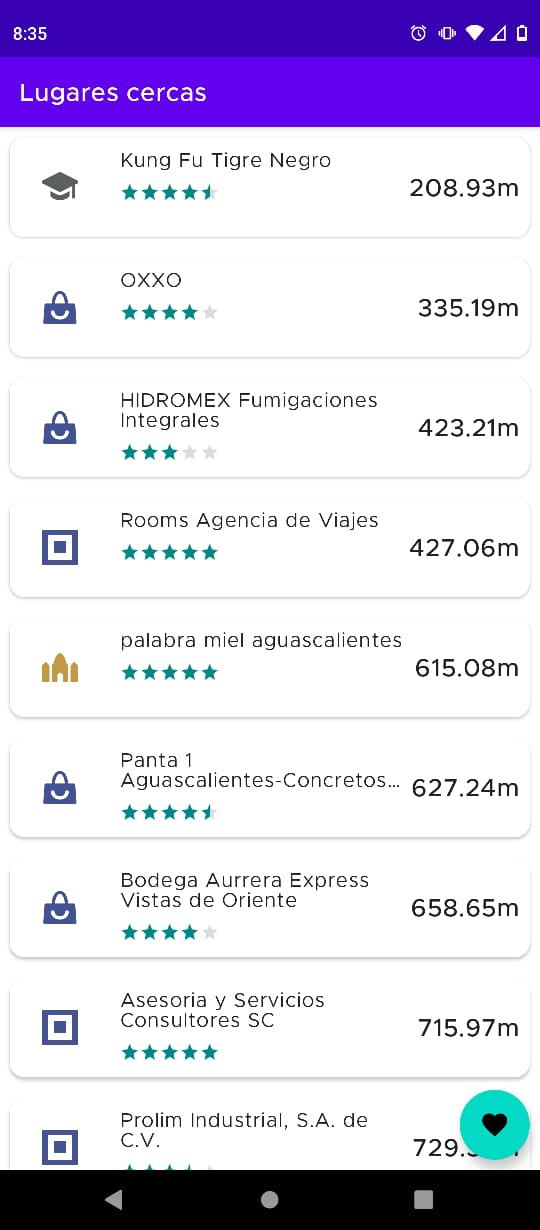 8:35
Lugares cercas
Kung Fu Tigre Negro
208.93m
OXXO
335.19m
HIDROMEX Fumigaciones
Integrales
423.21m
Rooms Agencia de Viajes
427.06m
palabra miel aguascalientes
615.08m
Panta 1
Aguascalientes-Concretos...
627.24m
Bodega Aurrera Express
Vistas de Oriente
658.65m
Asesoria y Servicios
Consultores SC
715.97m
Prolim Industrial, S.A. de
C.V.